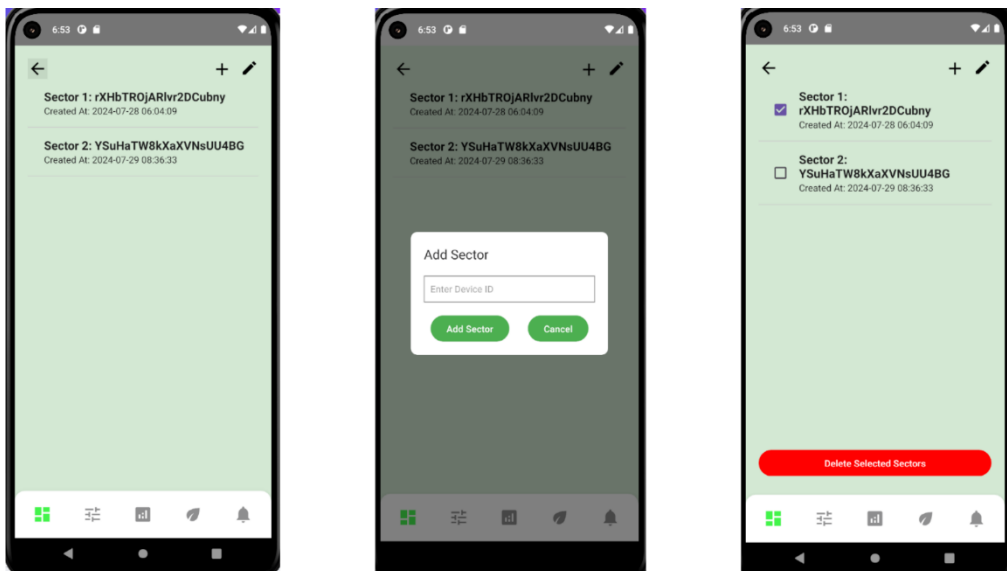 6:53
Sector 1: rXHbTROjARlvr2DCubny
Created At: 2024-07-28 06:04:09
Sector 2: YSuHaTW8kXaXVNsUU4BG
Created At: 2024-07-29 08:36:33
6:53
Sector 1: rXHbTROjARlvr2DCubny
Created At: 2024-07-28 06:04:09
Sector 2: YSuHaTW8kXaXVNsUU4BG
Created At: 2024-07-29 08:36:33
Add Sector
Enter Device ID
Add Sector
Cancel
6:53
Sector 1:
rXHbTROjARlvr2DCubny
Created At: 2024-07-28 06:04:09
Sector 2:
YSuHaTW8kXaXVNsUU4BG
Created At: 2024-07-29 08:36:33
Delete Selected Sectors